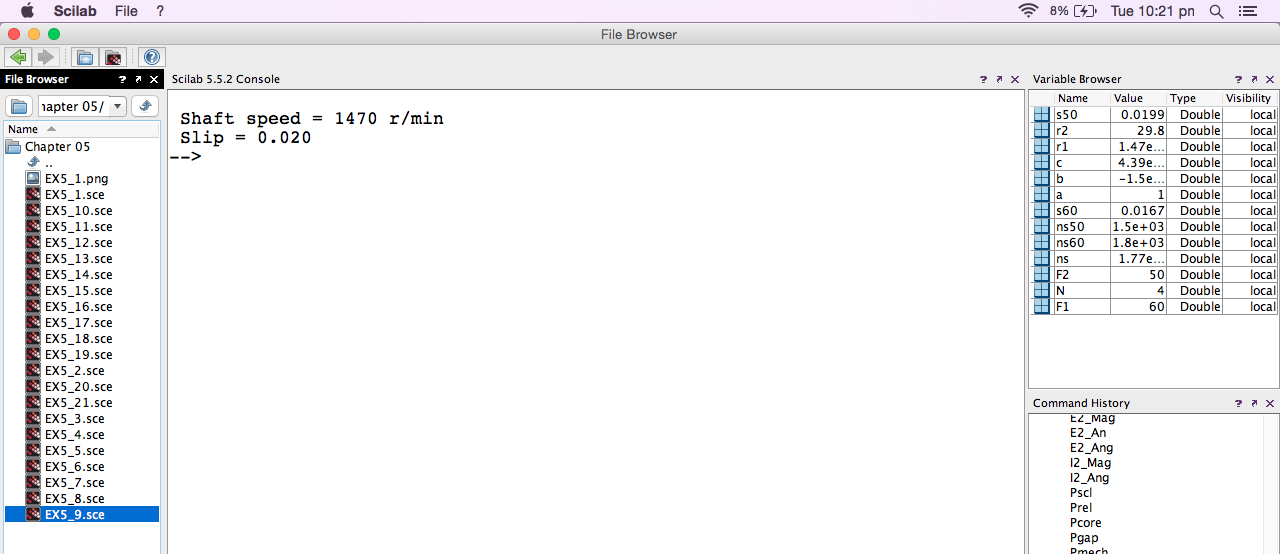 Scilab File ? 8% Tue 10:21 pm
File Browser
File Browser ? Scilab 5.5.2 Console ? Variable Browser ?
hapter 05/
Name
Chapter 05
..
EX5_1.png
EX5_1.sce
EX5_10.sce
EX5_11.sce
EX5_12.sce
EX5_13.sce
EX5_14.sce
EX5_15.sce
EX5_16.sce
EX5_17.sce
EX5_18.sce
EX5_19.sce
EX5_2.sce
EX5_20.sce
EX5_21.sce
EX5_3.sce
EX5_4.sce
EX5_5.sce
EX5_6.sce
EX5_7.sce
EX5_8.sce
EX5_9.sce
Shaft speed = 1470 r/min
Slip = 0.020
-->
Name Value Type Visibility
s50 0.0199 Double local
r2 29.8 Double local
r1 1.47e... Double local
c 4.39e... Double local
b -1.5e... Double local
a 1 Double local
s60 0.0167 Double local
ns50 1.5e+03 Double local
ns60 1.8e+03 Double local
ns 1.77e... Double local
F2 50 Double local
N 4 Double local
F1 60 Double local
Command History ?
E2_Mag
E2_An
E2_Ang
I2_Mag
I2_Ang
Pscl
Prel
Pcore
Pgap
Pmech